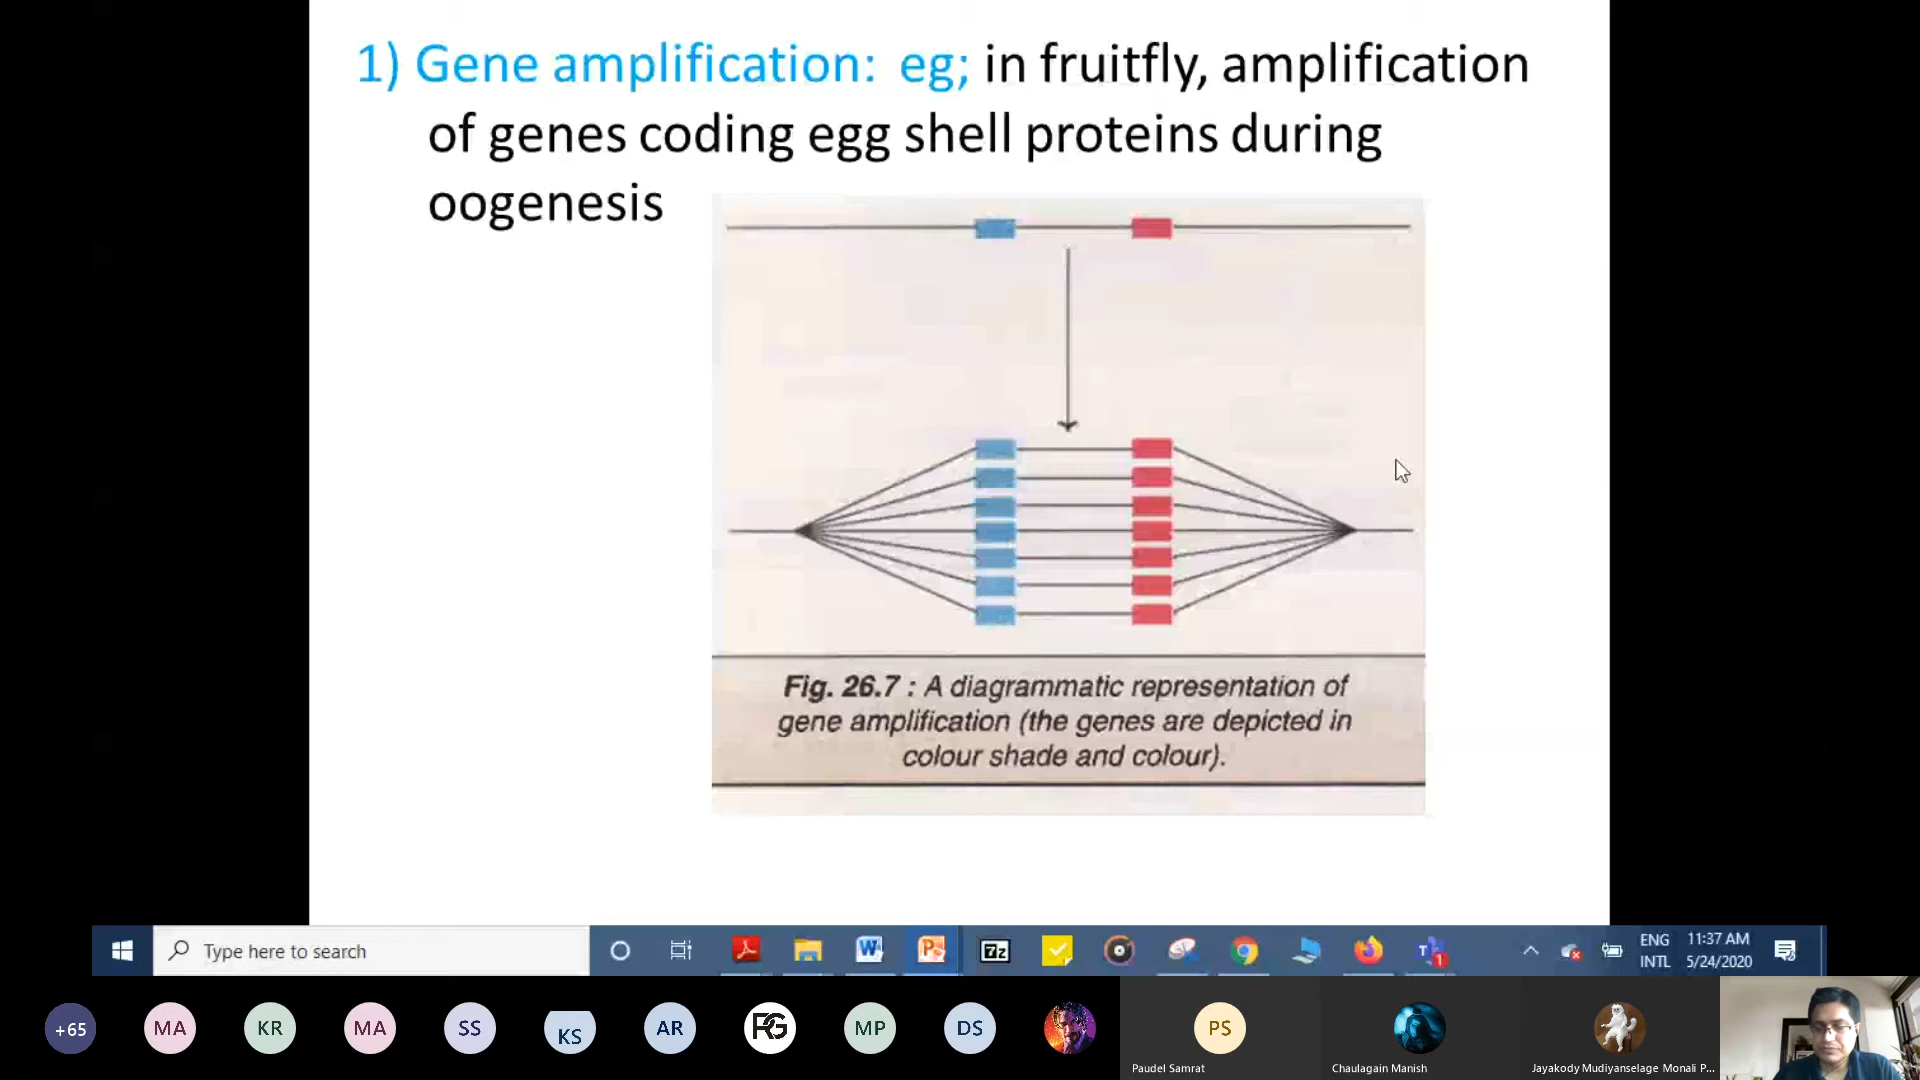 1) Gene amplification: eg; in fruitfly, amplification
of genes coding egg shell proteins during
oogenesis
Fig. 26.7 : A diagrammatic representation of
gene amplification (the genes are depicted in
colour shade and colour).
Type here to search
ENG
INTL
11:37 AM
5/24/2020
+65
MA
KR
MA
SS
KS
AR
RG
MP
DS
PS
Paudel Samrat
Chaulagain Manish
Jayakody Mudiyanselage Monali P...